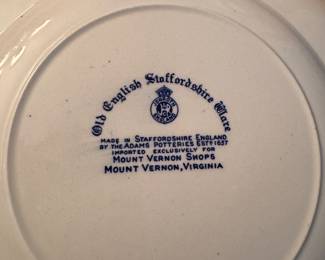 Old English Staffordshire Ware
MADE IN STAFFORDSHIRE ENGLAND
BY THE ADAMS POTTERIES ESTD 1657
IMPORTED EXCLUSIVELY FOR
MOUNT VERNON SHOPS
MOUNT VERNON, VIRGINIA